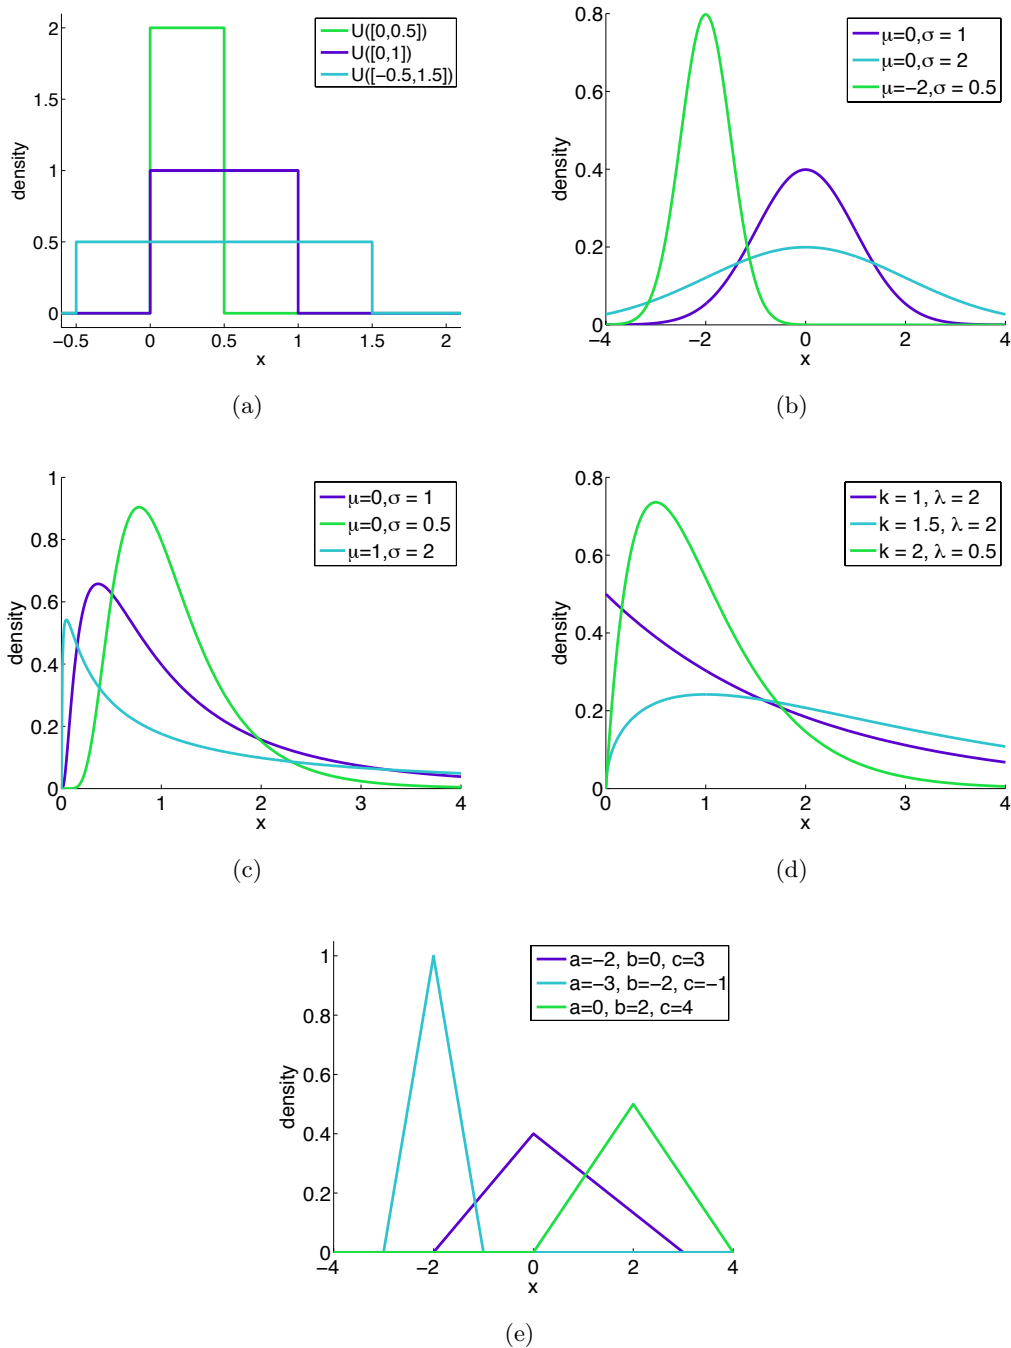 2
1.5
1
0.5
0
−0.5
0
0.5
1
1.5
2
density
x
U([0,0.5])
U([0,1])
U([−0.5,1.5])
(a)
0.8
0.6
0.4
0.2
0
−4
−2
0
2
4
density
x
μ=0,σ = 1
μ=0,σ = 2
μ=−2,σ = 0.5
(b)
1
0.8
0.6
0.4
0.2
0
0
1
2
3
4
density
x
μ=0,σ = 1
μ=0,σ = 0.5
μ=1,σ = 2
(c)
0.8
0.6
0.4
0.2
0
0
1
2
3
4
density
x
k = 1, λ = 2
k = 1.5, λ = 2
k = 2, λ = 0.5
(d)
1
0.8
0.6
0.4
0.2
0
−4
−2
0
2
4
density
x
a=−2, b=0, c=3
a=−3, b=−2, c=−1
a=0, b=2, c=4
(e)